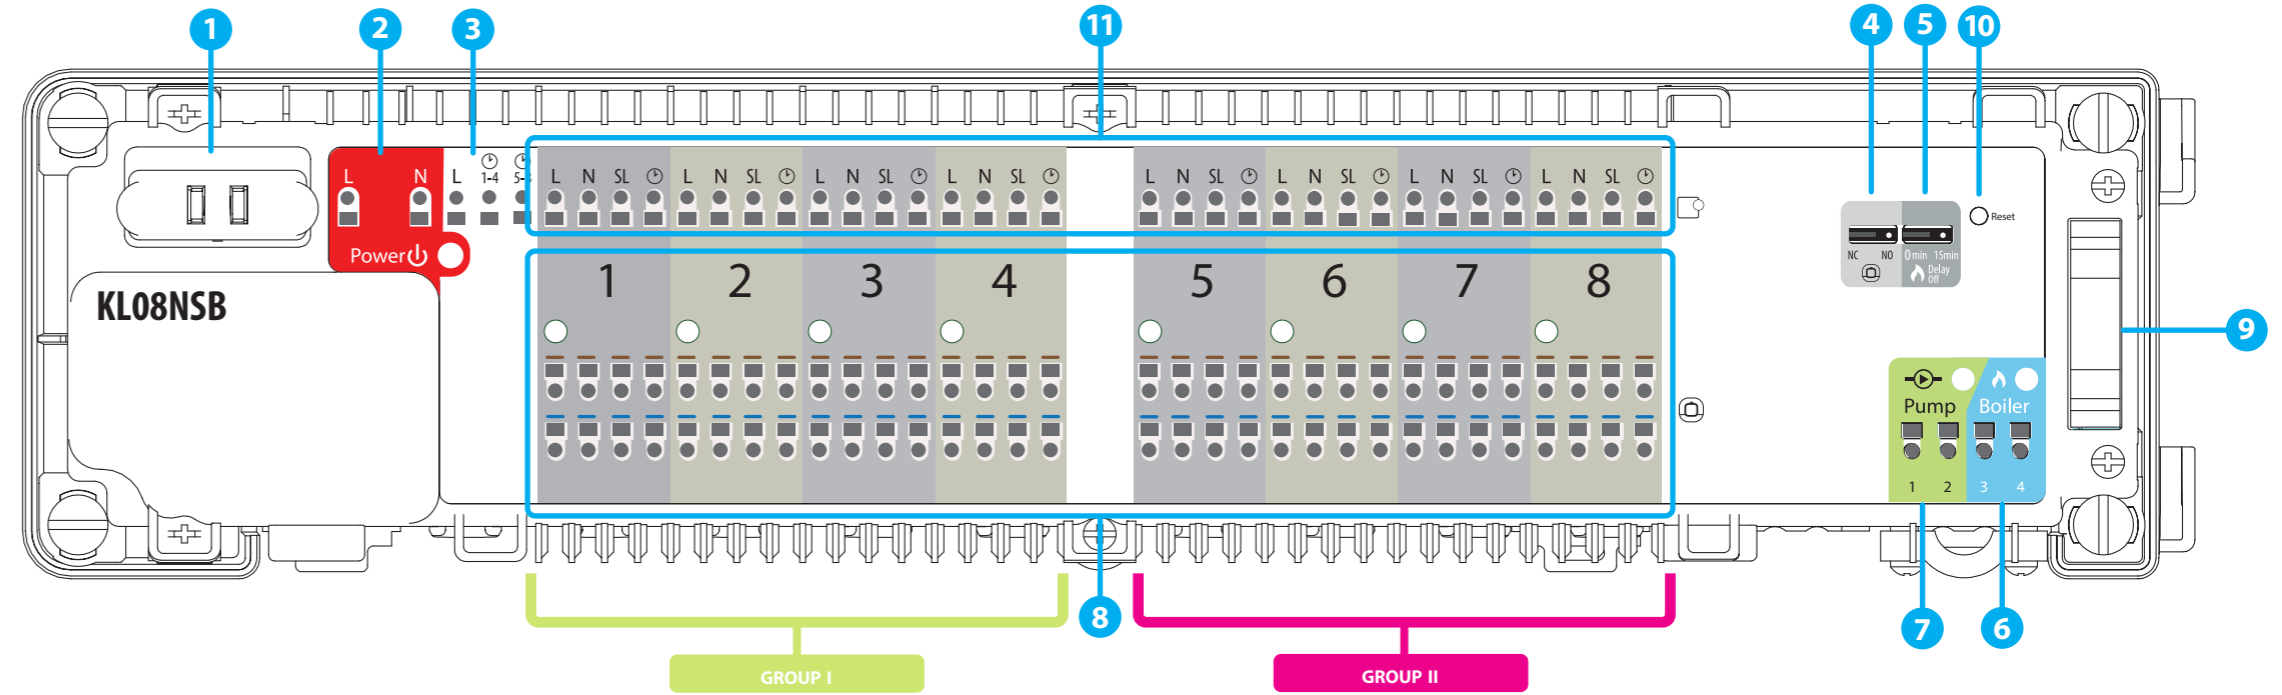 1 2 3 11 4 5 10
L N L 1-4 5-8 L N SL L N SL L N SL L N SL L N SL L N SL L N SL L N SL
Reset
Power
KL08NSB
1 2 3 4 5 6 7 8
NC NO 0min 15min
Delay
Off
9
Pump Boiler
1 2 3 4
8 7 6
GROUP I GROUP II